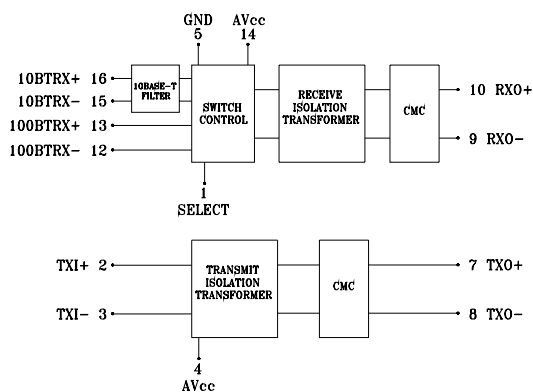 GND AVcc
5 14
10BTRX+ 16
10BTRX- 15
100BTRX+ 13
100BTRX- 12
10BASE-T
FILTER
SWITCH
CONTROL
RECEIVE
ISOLATION
TRANSFORMER
CMC
10 RXO+
9 RXO-
1
SELECT
TXI+ 2
TXI- 3
TRANSMIT
ISOLATION
TRANSFORMER
CMC
7 TXO+
8 TXO-
4
AVcc